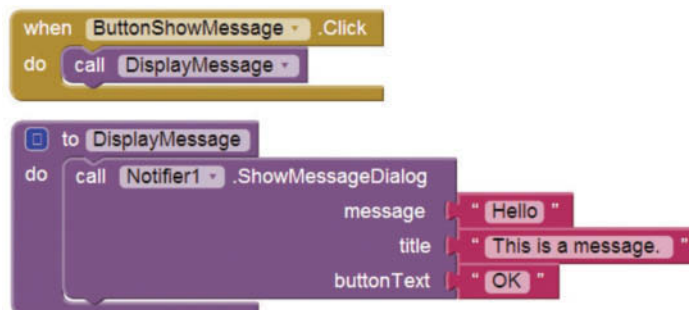 when ButtonShowMessage .Click
do call DisplayMessage
to DisplayMessage
do call Notifier1 .ShowMessageDialog
message " Hello "
title " This is a message. "
buttonText " OK "